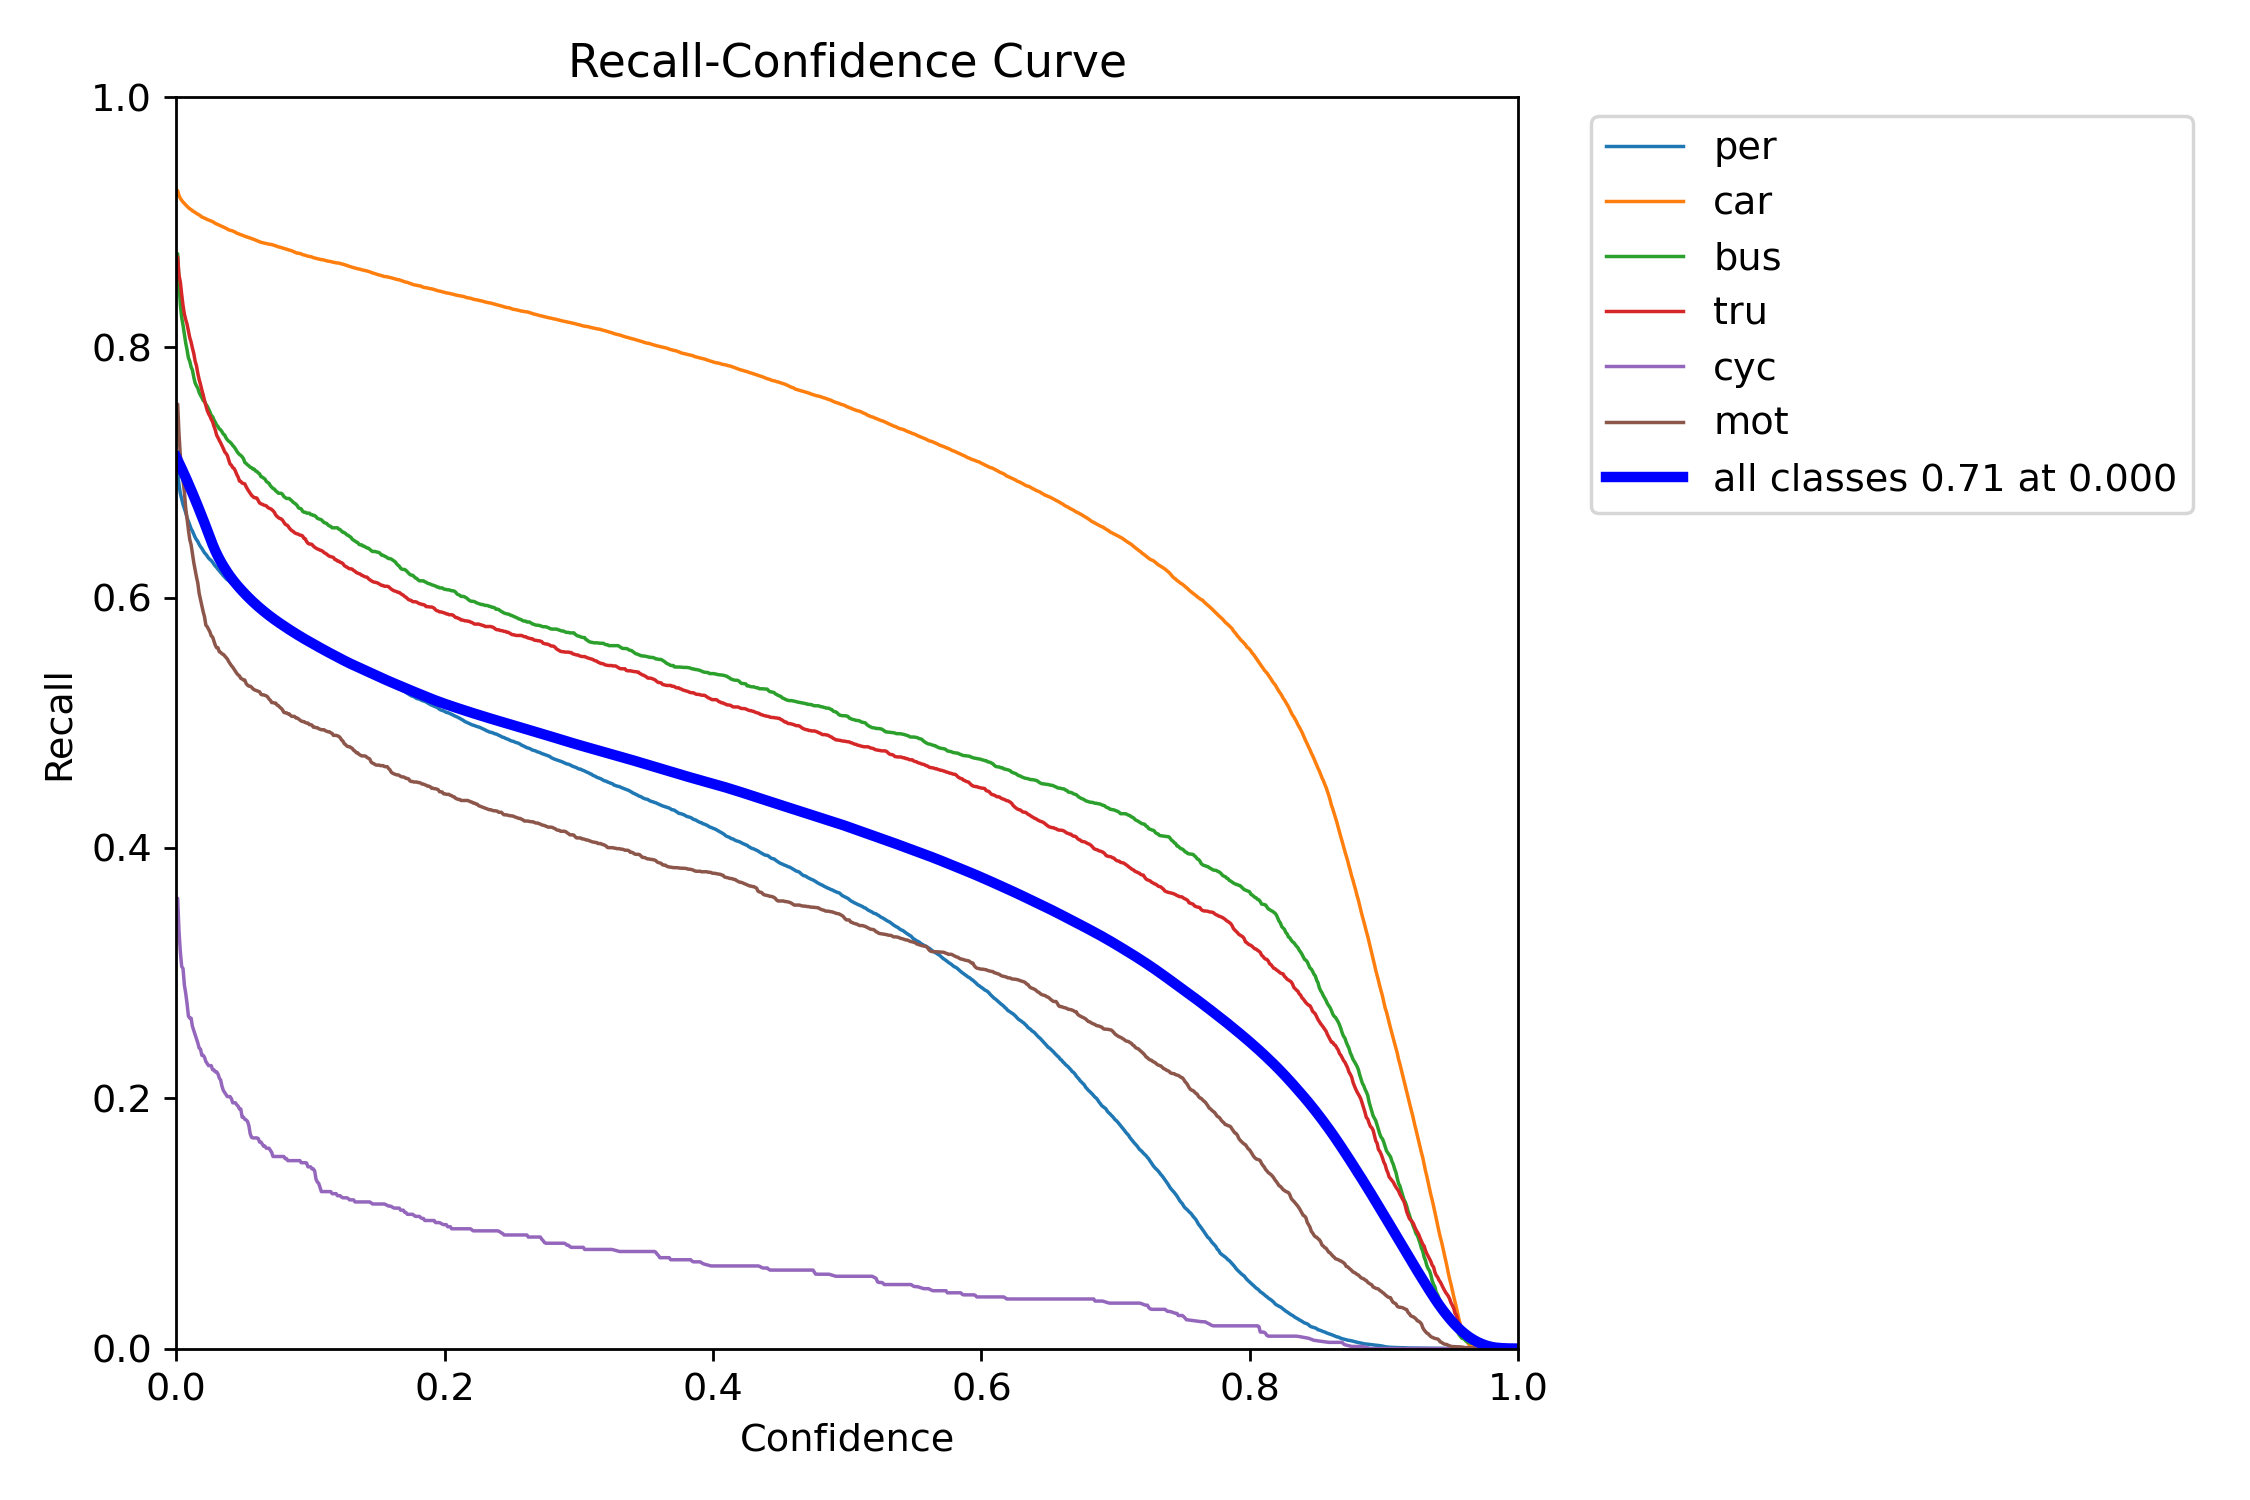 Recall-Confidence Curve
1.0
0.8
0.6
0.4
0.2
0.0
Recall
0.0 0.2 0.4 0.6 0.8 1.0
Confidence
per
car
bus
tru
cyc
mot
all classes 0.71 at 0.000